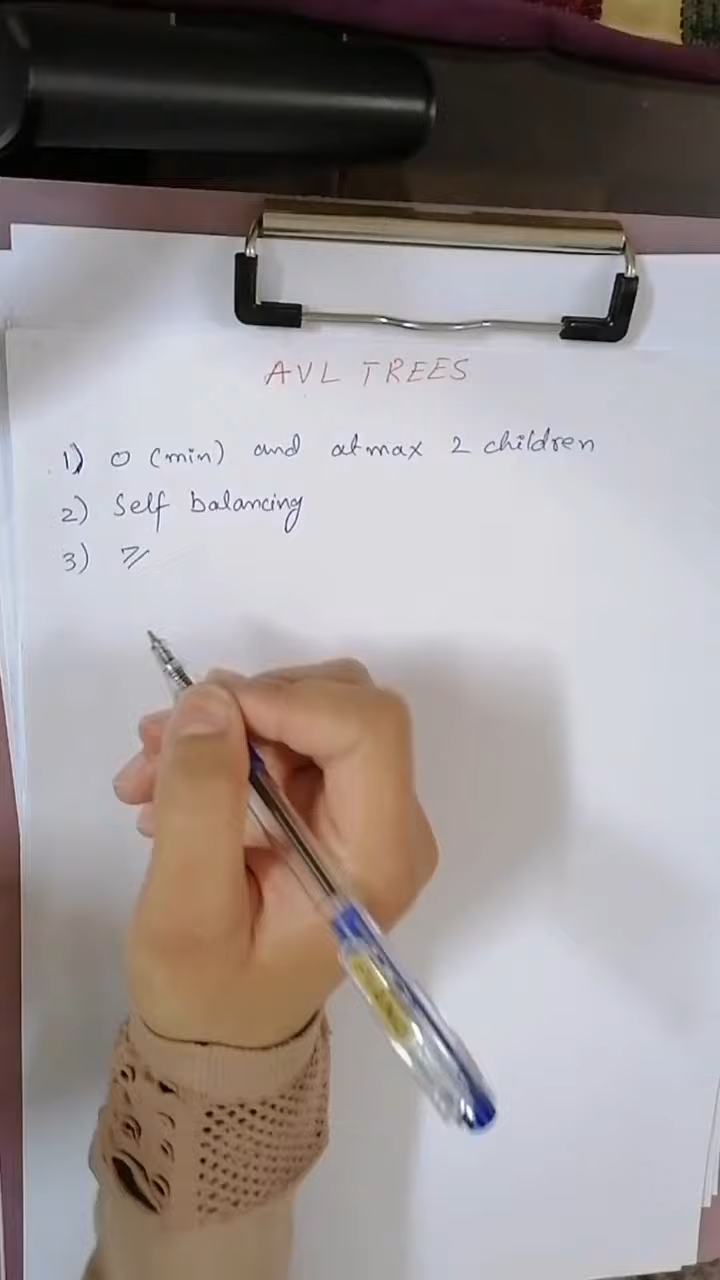 AVL TREES
1) 0 (min) and atmax 2 children
2) Self balancing
3) ⩾